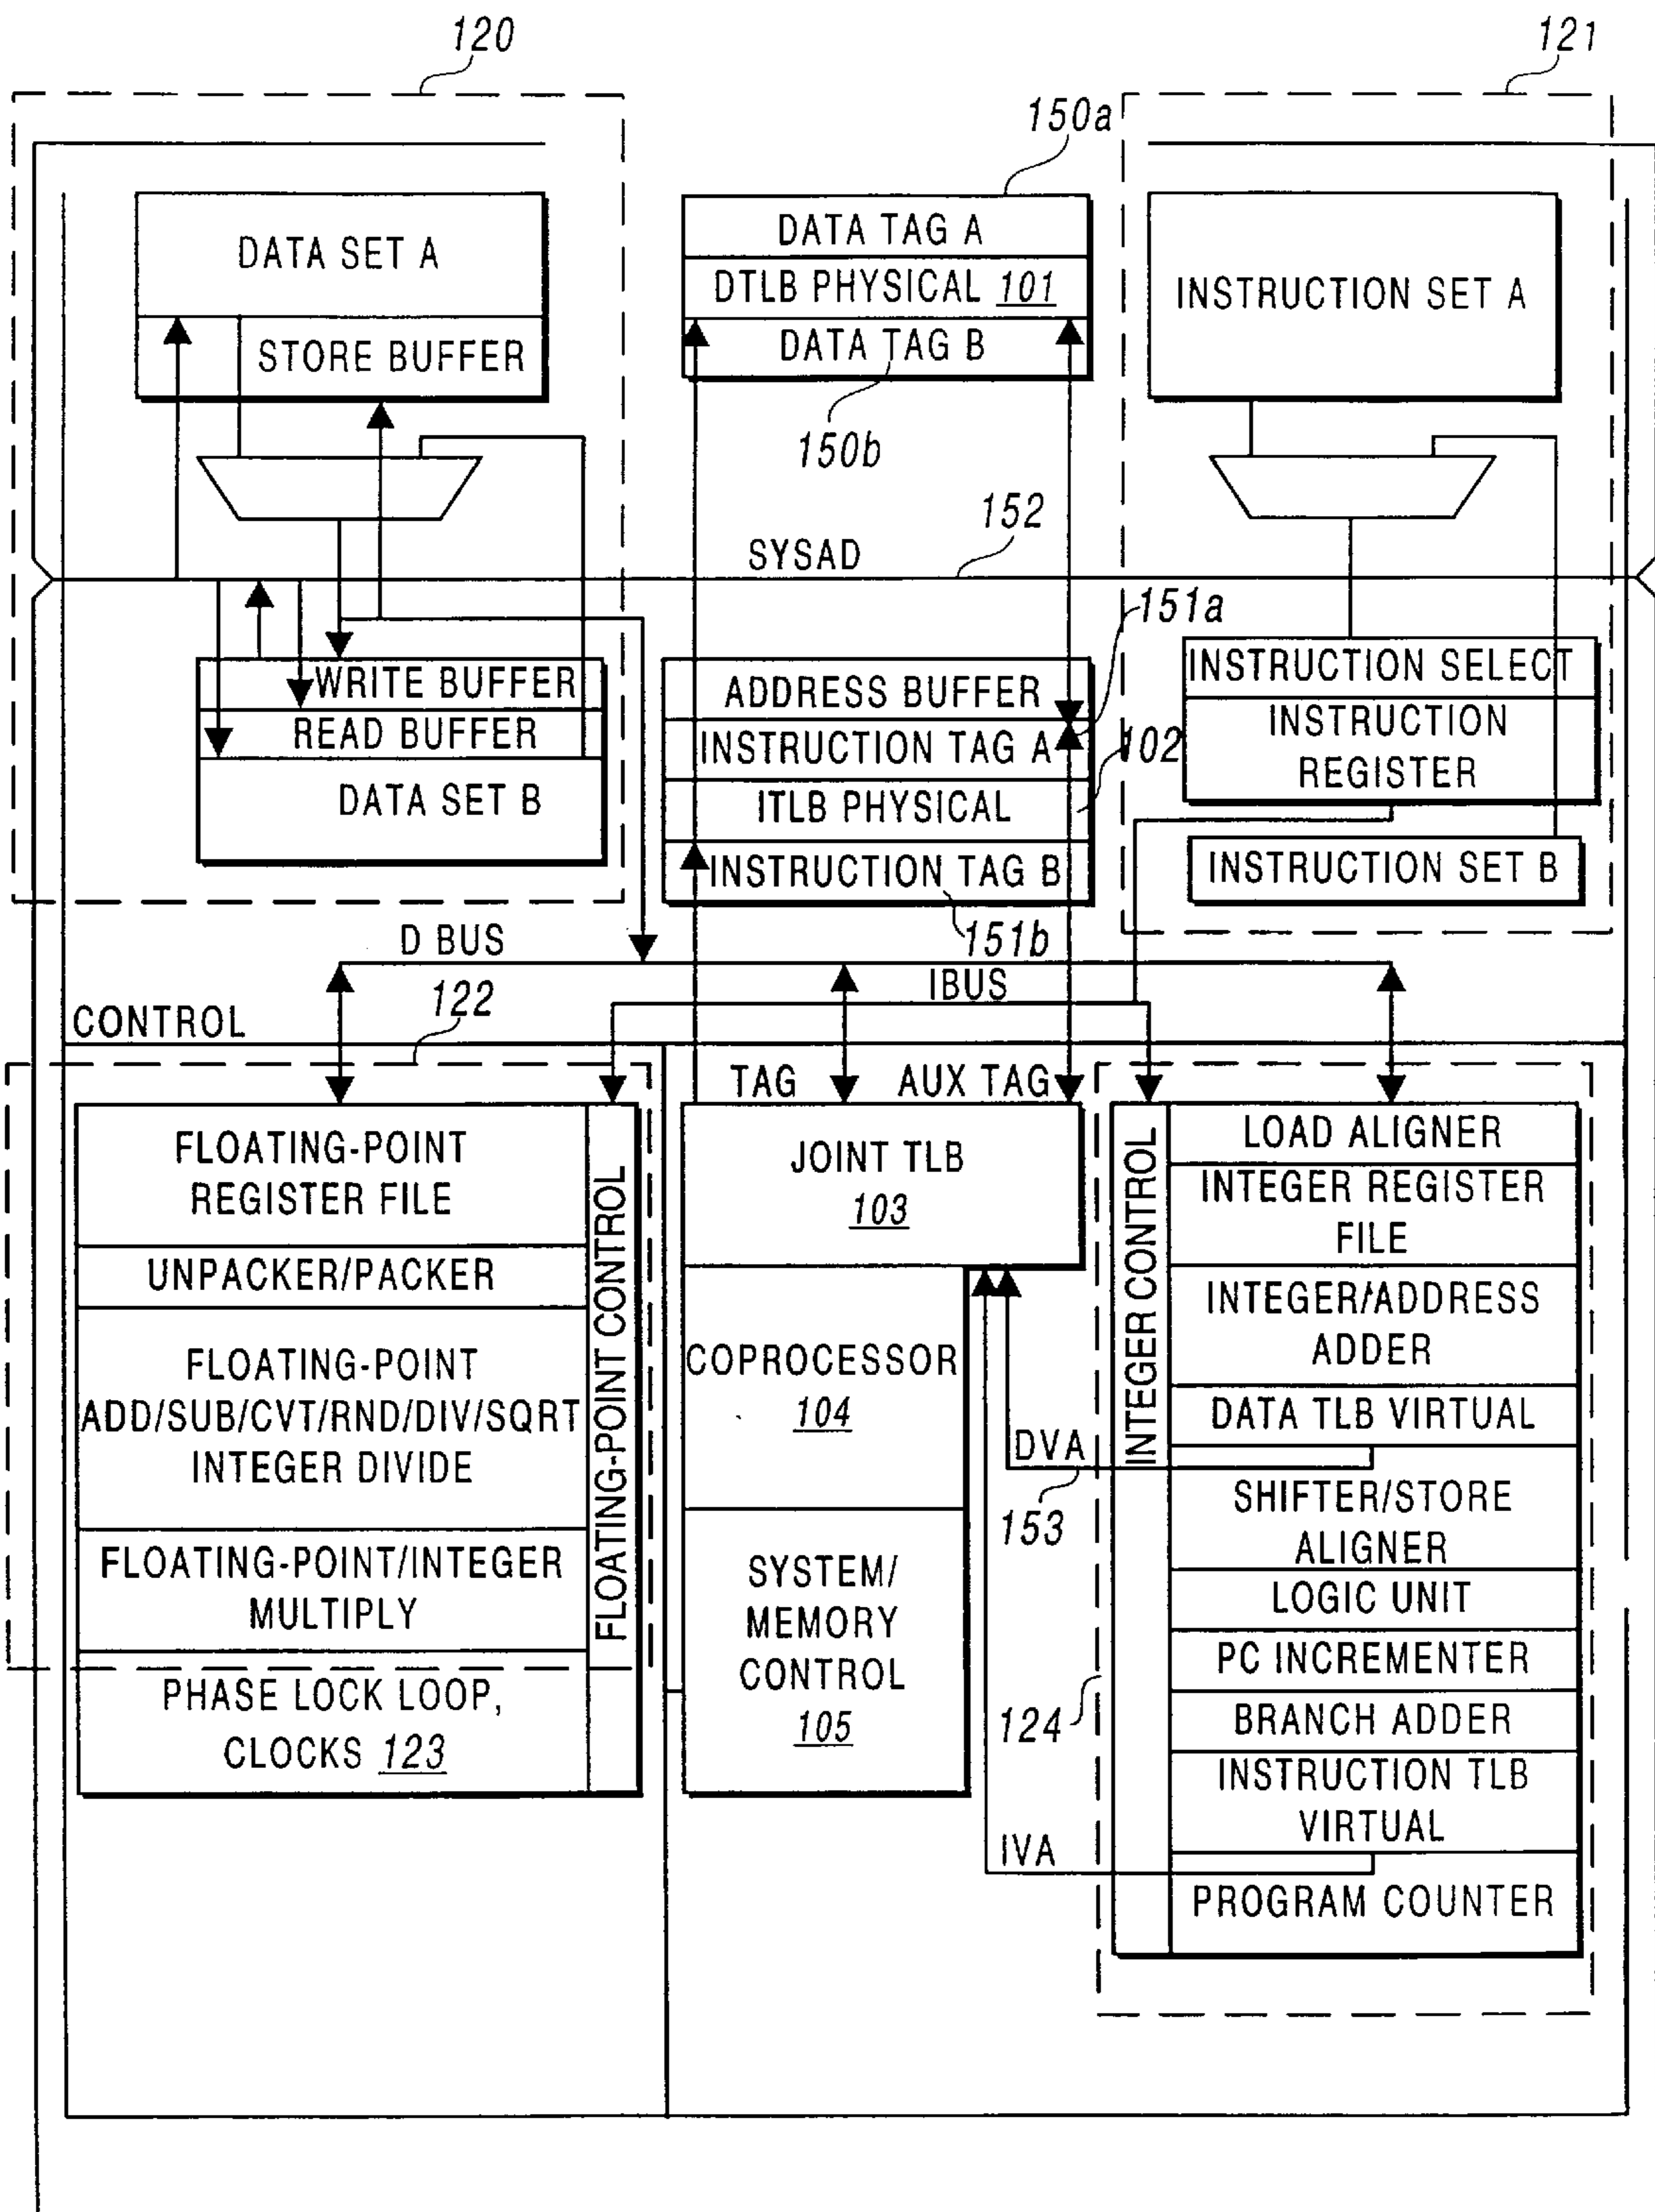 120
121
150a
DATA SET A
STORE BUFFER
DATA TAG A
DTLB PHYSICAL 101
DATA TAG B
150b
INSTRUCTION SET A
SYSAD
152
151a
WRITE BUFFER
READ BUFFER
DATA SET B
ADDRESS BUFFER
INSTRUCTION TAG A
102
ITLB PHYSICAL
INSTRUCTION TAG B
151b
INSTRUCTION SELECT
INSTRUCTION
REGISTER
INSTRUCTION SET B
D BUS
IBUS
122
CONTROL
TAG
AUX TAG
FLOATING-POINT
REGISTER FILE
UNPACKER/PACKER
FLOATING-POINT
ADD/SUB/CVT/RND/DIV/SQRT
INTEGER DIVIDE
FLOATING-POINT/INTEGER
MULTIPLY
PHASE LOCK LOOP,
CLOCKS 123
FLOATING-POINT CONTROL
JOINT TLB
103
COPROCESSOR
104
SYSTEM/
MEMORY
CONTROL
105
DVA
153
124
IVA
INTEGER CONTROL
LOAD ALIGNER
INTEGER REGISTER
FILE
INTEGER/ADDRESS
ADDER
DATA TLB VIRTUAL
SHIFTER/STORE
ALIGNER
LOGIC UNIT
PC INCREMENTER
BRANCH ADDER
INSTRUCTION TLB
VIRTUAL
PROGRAM COUNTER